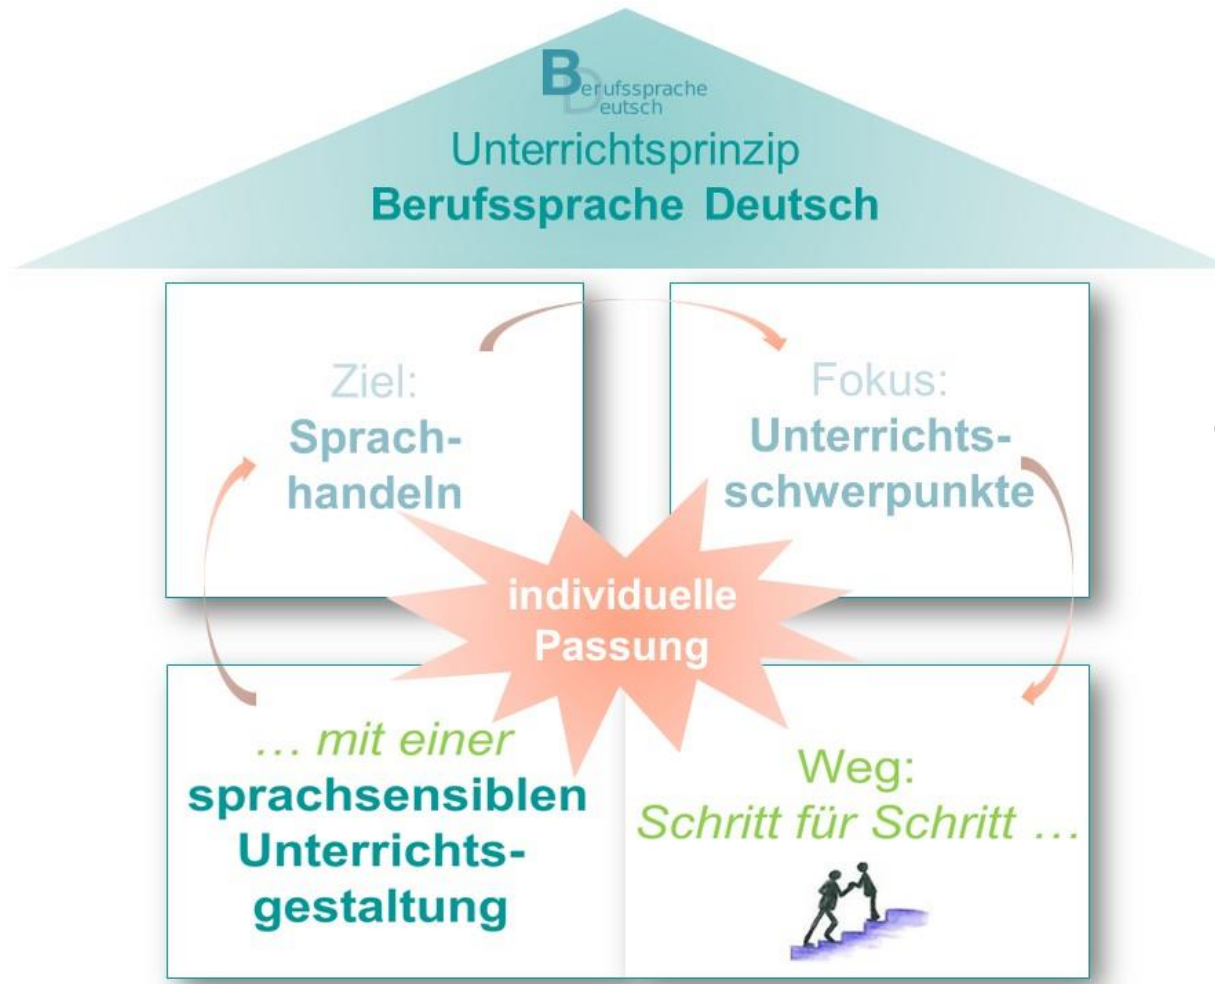 Berufssprache
Deutsch
Unterrichtsprinzip
Berufssprache Deutsch
Ziel:
Sprach-
handeln
Fokus:
Unterrichts-
schwerpunkte
individuelle
Passung
… mit einer
sprachsensiblen
Unterrichts-
gestaltung
Weg:
Schritt für Schritt …